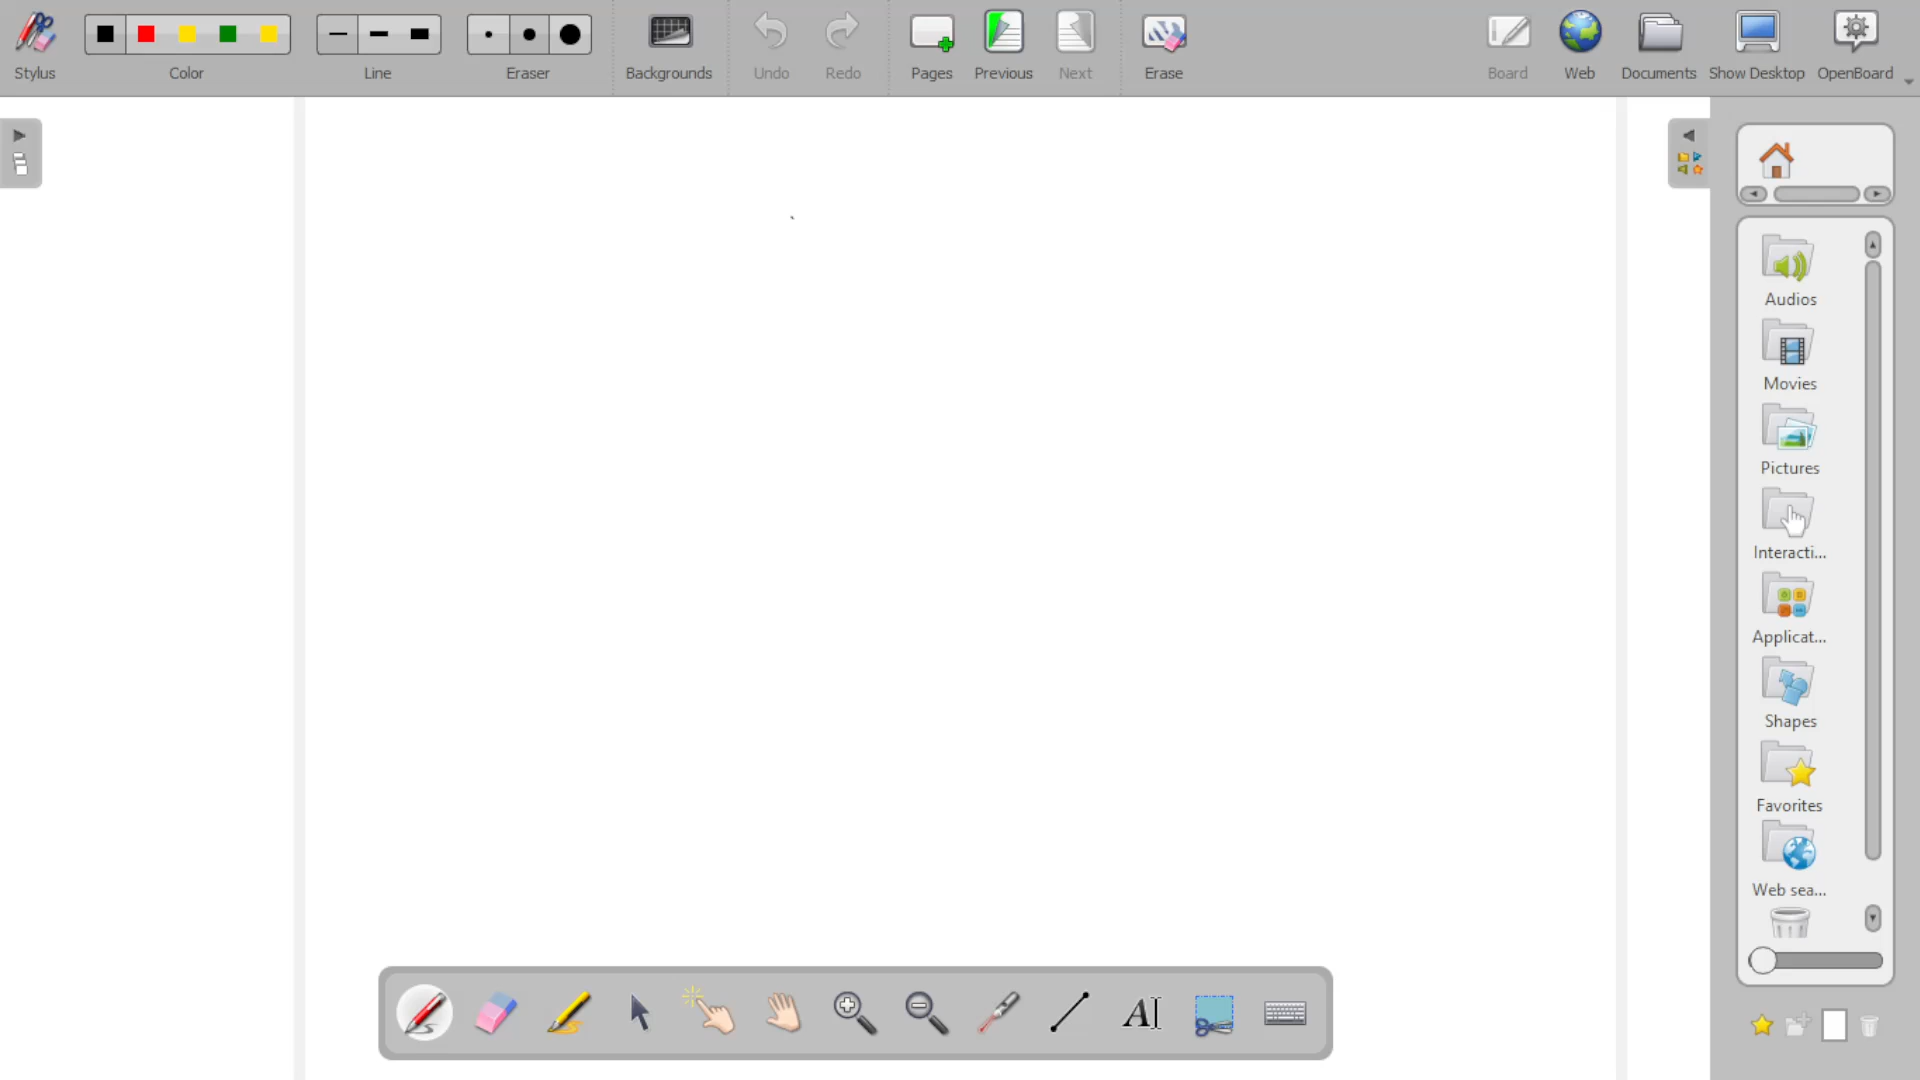 Stylus
Color
Line
Eraser
Backgrounds
Undo
Redo
Pages
Previous
Next
Erase
Board
Web
Documents
Show Desktop
OpenBoard
Audios
Movies
Pictures
Interacti...
Applicat...
Shapes
Favorites
Web sea...
AI